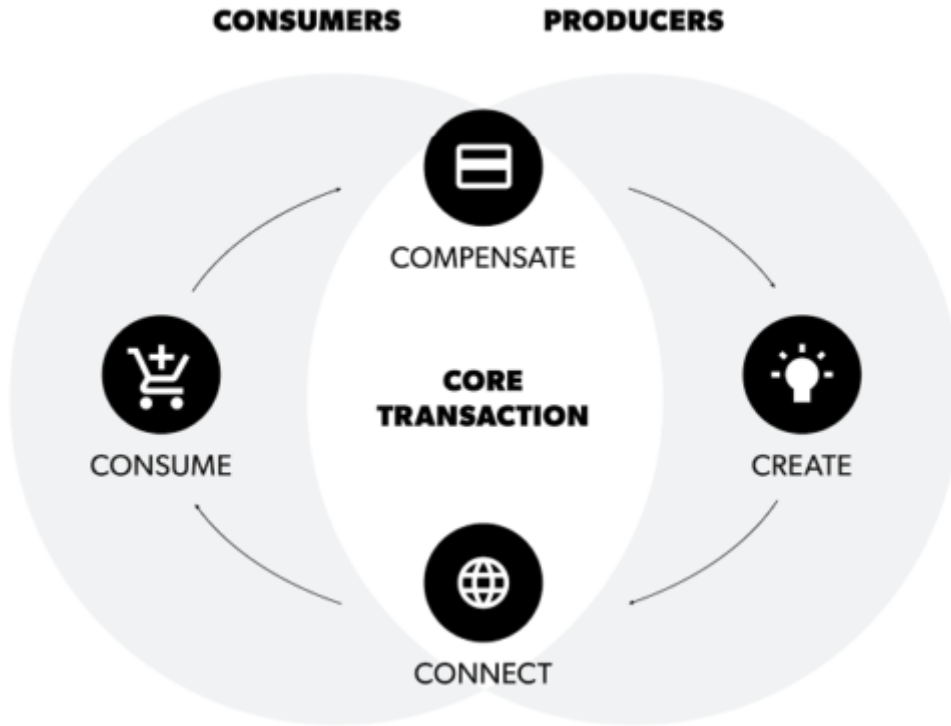 CONSUMERS
PRODUCERS
COMPENSATE
CORE
TRANSACTION
CONSUME
CREATE
CONNECT